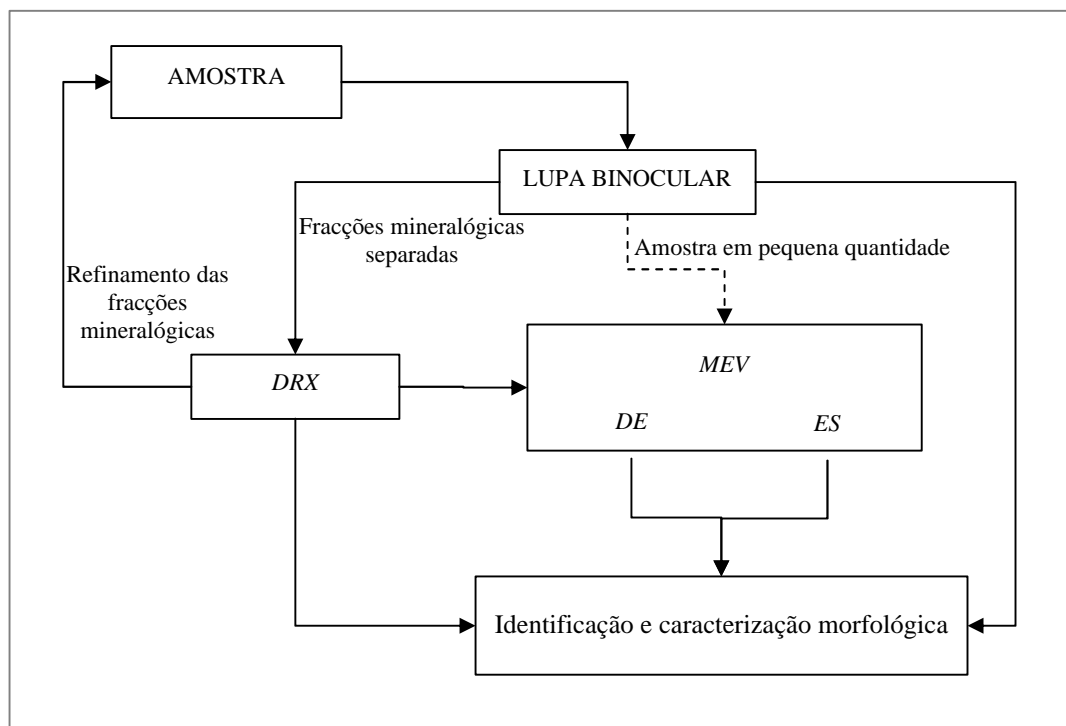 AMOSTRA
LUPA BINOCULAR
Fracções mineralógicas
separadas
Amostra em pequena quantidade
Refinamento das
fracções
mineralógicas
DRX
MEV
DE
ES
Identificação e caracterização morfológica